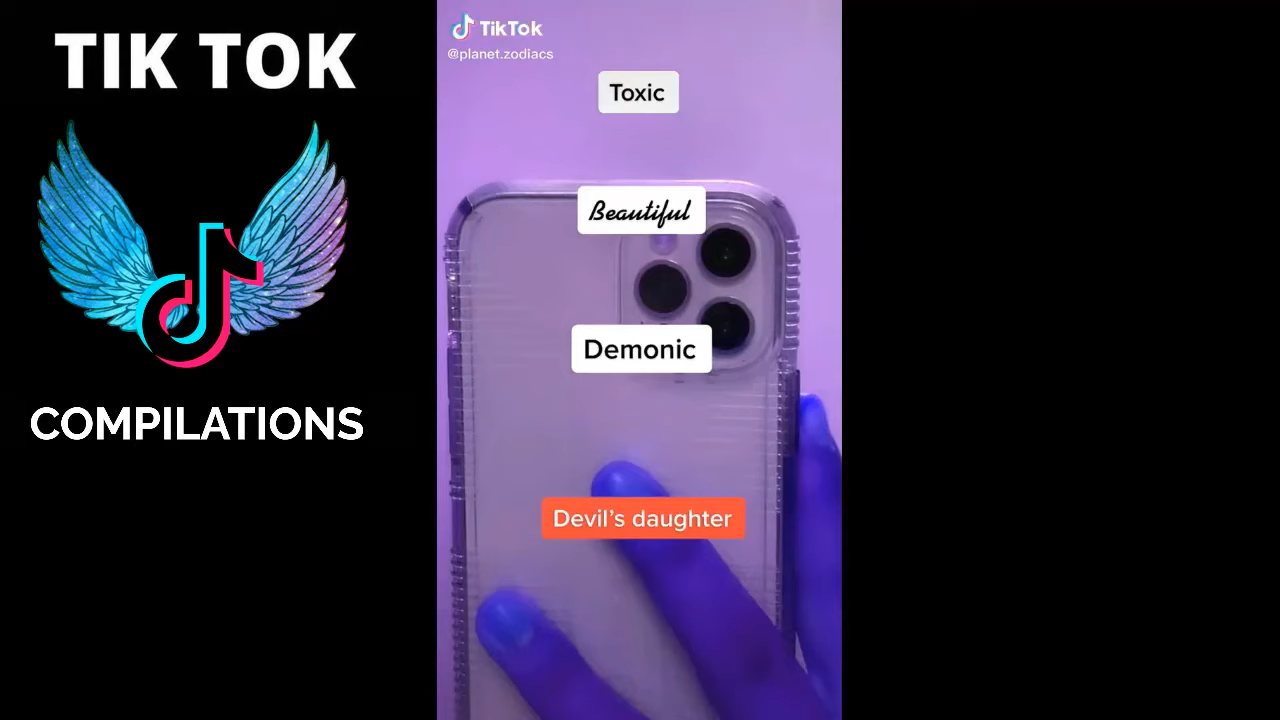 TIK TOK
COMPILATIONS
TikTok
@planet.zodiacs
Toxic
Beautiful
Demonic
Devil's daughter